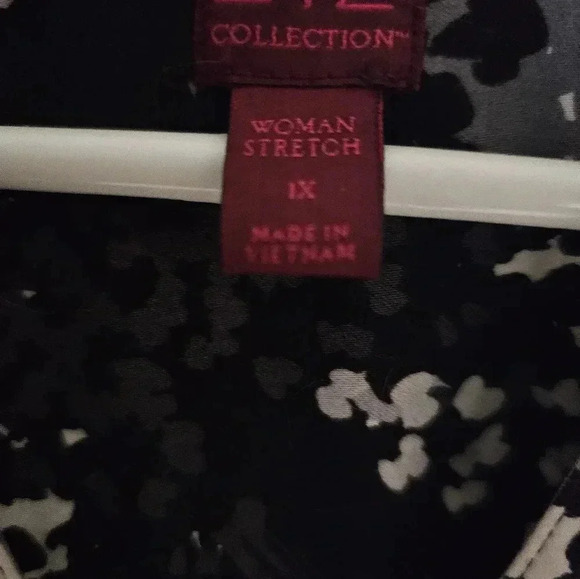 COLLECTION™
WOMAN
STRETCH
1X
MADE IN
VIETNAM